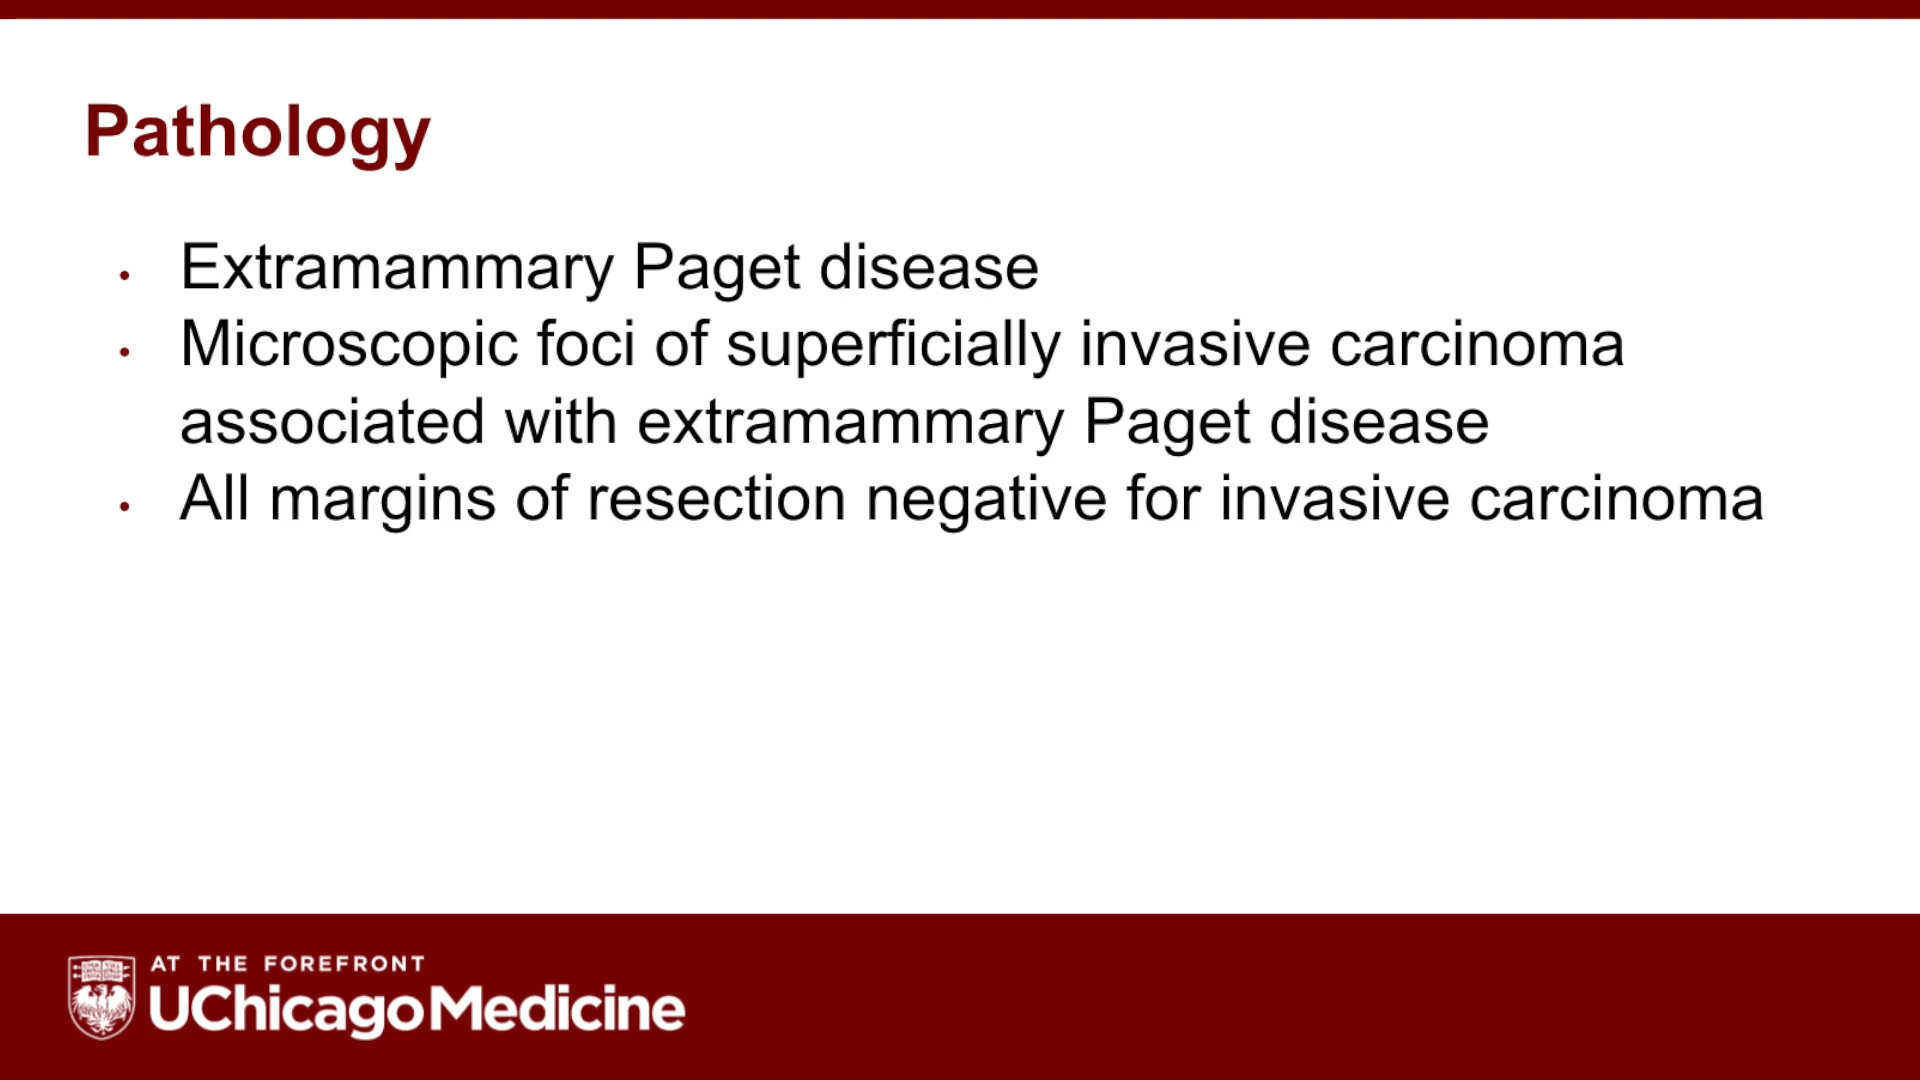 Pathology
• Extramammary Paget disease
• Microscopic foci of superficially invasive carcinoma
associated with extramammary Paget disease
• All margins of resection negative for invasive carcinoma
AT THE FOREFRONT
UChicagoMedicine